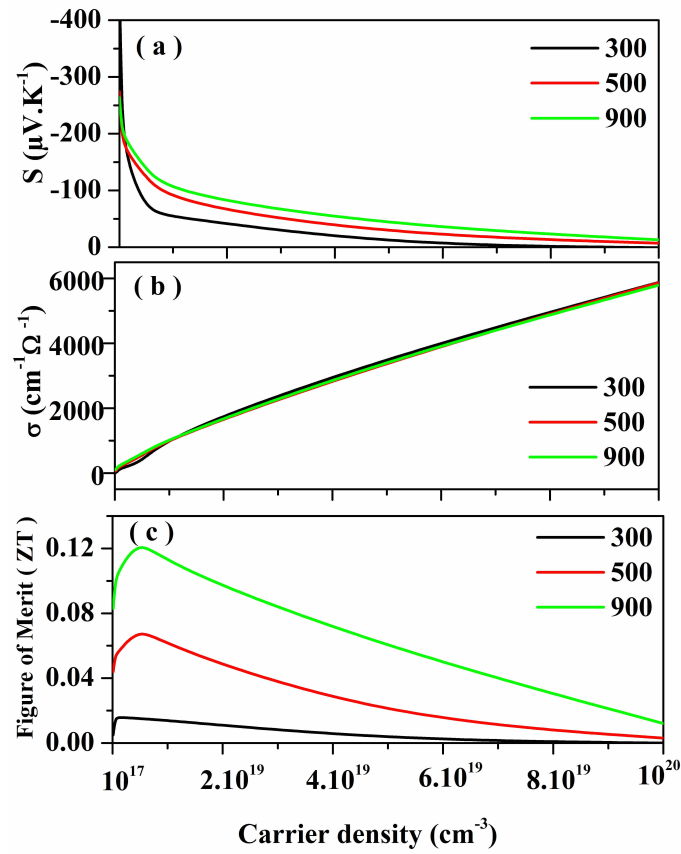 -400
( a )
300
-300
500
900
-200
-100
0
S (μV.K⁻¹)
6000
( b )
4000
2000
0
300
500
900
σ (cm⁻¹Ω⁻¹)
( c )
300
0.12
500
900
0.08
0.04
0.00
Figure of Merit ( ZT )
10¹⁷ 2.10¹⁹ 4.10¹⁹ 6.10¹⁹ 8.10¹⁹ 10²⁰
Carrier density (cm⁻³)